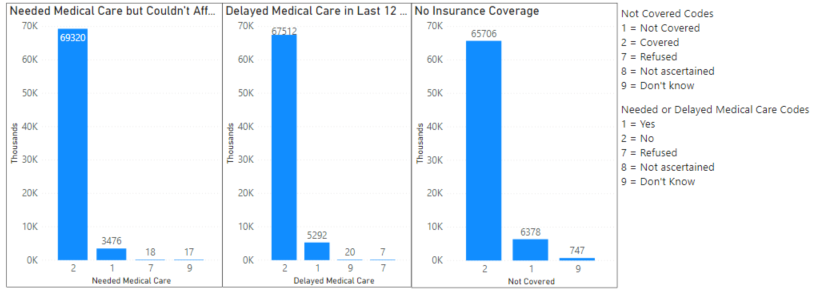 Needed Medical Care but Couldn't Aff...
70K
60K
50K
40K
30K
20K
10K
0K
Thousands
69320
3476
18
17
2
1
7
9
Needed Medical Care
Delayed Medical Care in Last 12 ...
70K
60K
50K
40K
30K
20K
10K
0K
Thousands
67512
5292
20
7
2
1
9
7
Delayed Medical Care
No Insurance Coverage
70K
60K
50K
40K
30K
20K
10K
0K
Thousands
65706
6378
747
2
1
9
Not Covered
Not Covered Codes
1 = Not Covered
2 = Covered
7 = Refused
8 = Not ascertained
9 = Don't know
Needed or Delayed Medical Care Codes
1 = Yes
2 = No
7 = Refused
8 = Not ascertained
9 = Don't Know